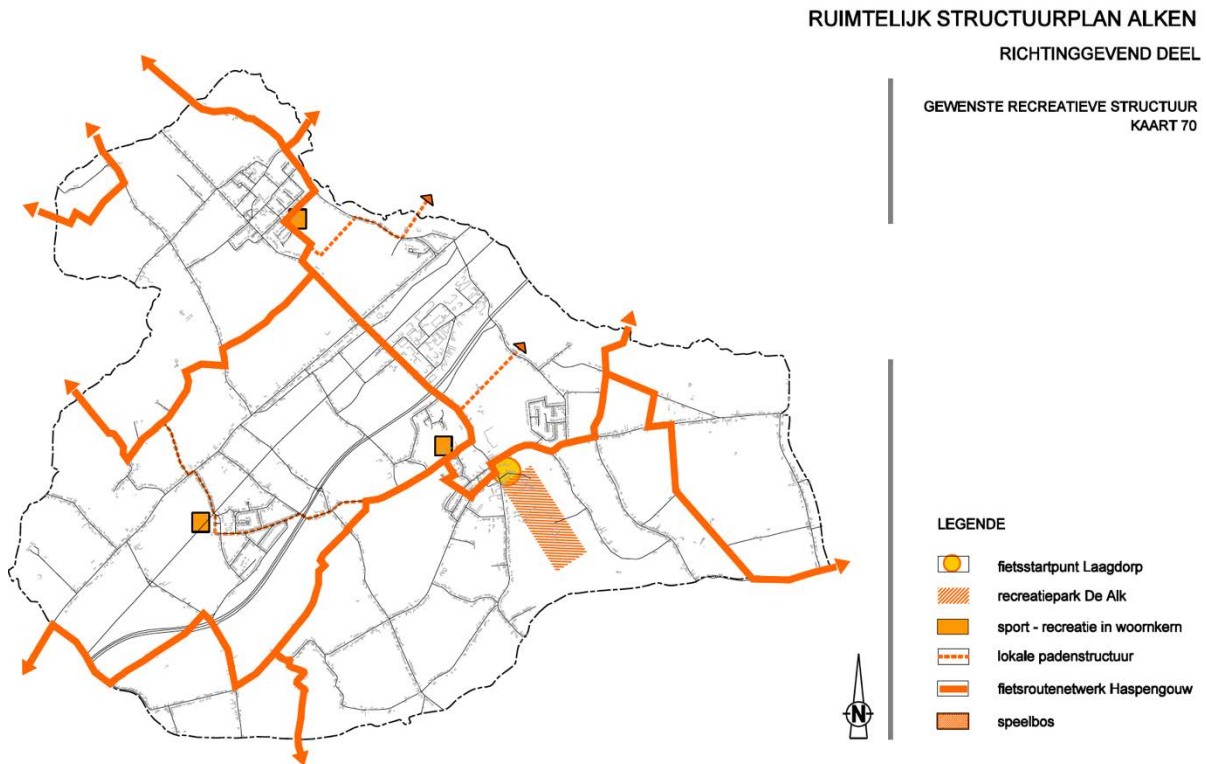 RUIMTELIJK STRUCTUURPLAN ALKEN
RICHTINGGEVEND DEEL
GEWENSTE RECREATIEVE STRUCTUUR
KAART 70
LEGENDE
fietsstartpunt Laagdorp
recreatiepark De Alk
sport - recreatie in woornkern
lokale padenstructuur
fietsroutenetwerk Haspengouw
speelbos
N